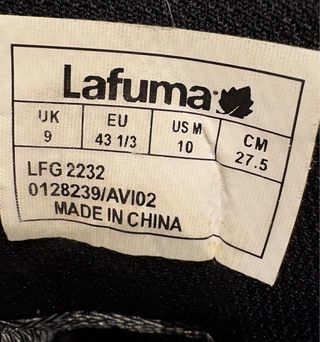 Lafuma
UK EU US M CM
9 43 1/3 10 27.5
LFG 2232
0128239/AVI02
MADE IN CHINA